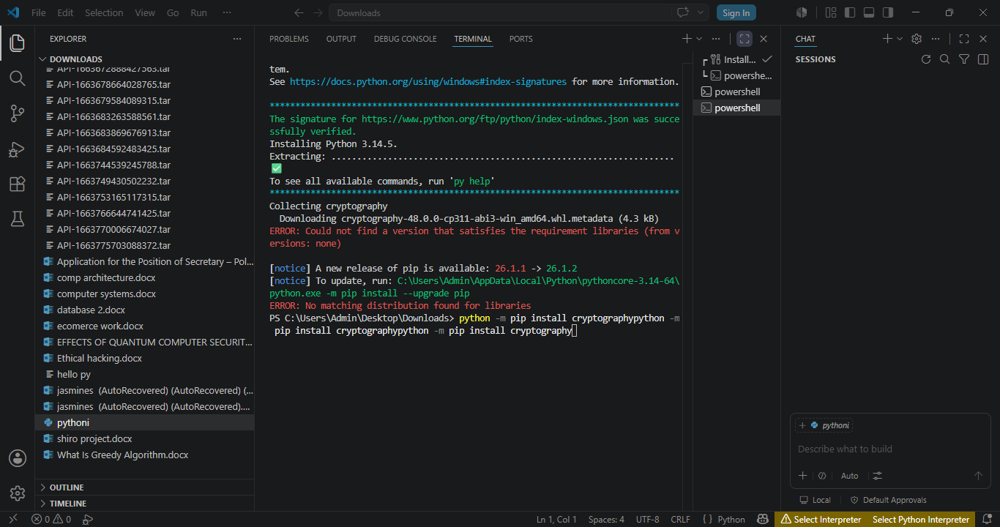 File Edit Selection View Go Run ··· Downloads Sign In
EXPLORER ···
DOWNLOADS
API-1663672888427563.tar
API-1663678664028765.tar
API-1663679584089315.tar
API-1663683263588561.tar
API-1663683869676913.tar
API-1663684592483425.tar
API-1663744539245788.tar
API-1663749430502232.tar
API-1663753165117315.tar
API-1663766644741425.tar
API-1663770006674027.tar
API-1663775703088372.tar
Application for the Position of Secretary – Pol...
comp architecture.docx
computer systems.docx
database 2.docx
ecomerce work.docx
EFFECTS OF QUANTUM COMPUTER SECURIT...
Ethical hacking.docx
hello py
jasmines (AutoRecovered) (AutoRecovered) (...
jasmines (AutoRecovered) (AutoRecovered)....
pythoni
shiro project.docx
What Is Greedy Algorithm.docx
OUTLINE
TIMELINE
PROBLEMS OUTPUT DEBUG CONSOLE TERMINAL PORTS
tem.
See https://docs.python.org/using/windows#index-signatures for more information.
********************************************************************************
The signature for https://www.python.org/ftp/python/index-windows.json was succe
ssfully verified.
Installing Python 3.14.5.
Extracting: ...................................................................
✅
To see all available commands, run 'py help'
********************************************************************************
Collecting cryptography
Downloading cryptography-48.0.0-cp311-abi3-win_amd64.whl.metadata (4.3 kB)
ERROR: Could not find a version that satisfies the requirement libraries (from v
ersions: none)
[notice] A new release of pip is available: 26.1.1 -> 26.1.2
[notice] To update, run: C:\Users\Admin\AppData\Local\Python\pythoncore-3.14-64\
python.exe -m pip install --upgrade pip
ERROR: No matching distribution found for libraries
PS C:\Users\Admin\Desktop\Downloads> python -m pip install cryptographypython -m
pip install cryptographypython -m pip install cryptography
Install...
powershe...
powershell
powershell
CHAT
SESSIONS
pythoni
Describe what to build
Auto
Local Default Approvals
0 0 Ln 1, Col 1 Spaces: 4 UTF-8 CRLF { } Python Select Interpreter Select Python Interpreter